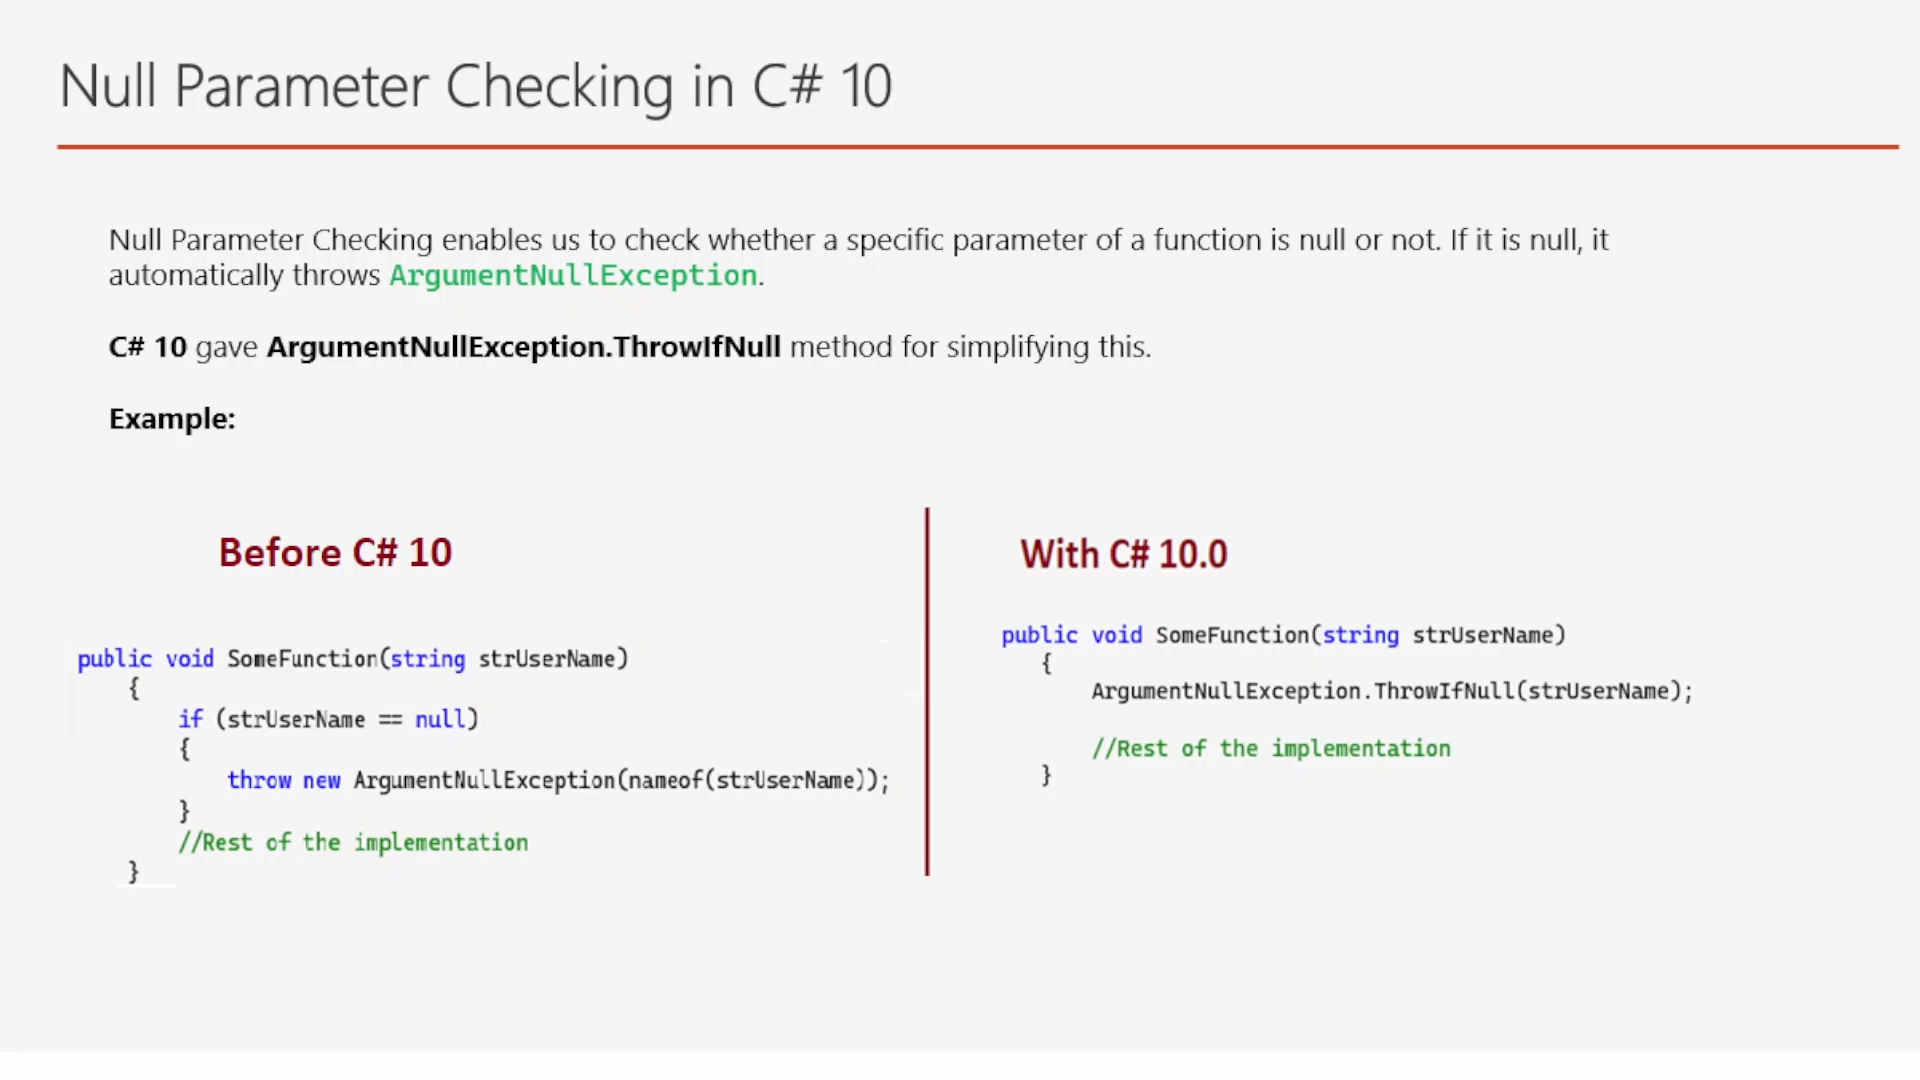 Null Parameter Checking in C# 10
Null Parameter Checking enables us to check whether a specific parameter of a function is null or not. If it is null, it
automatically throws ArgumentNullException.
C# 10 gave ArgumentNullException.ThrowIfNull method for simplifying this.
Example:
Before C# 10
public void SomeFunction(string strUserName)
{
if (strUserName == null)
{
throw new ArgumentNullException(nameof(strUserName));
}
//Rest of the implementation
}
With C# 10.0
public void SomeFunction(string strUserName)
{
ArgumentNullException.ThrowIfNull(strUserName);
//Rest of the implementation
}